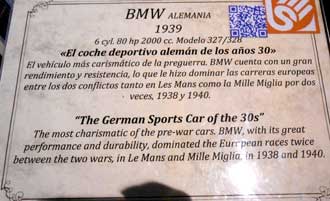 BMW ALEMANIA
1939
6 cyl. 80 hp 2000 cc. Modelo 327/328
«El coche deportivo alemán de los años 30»
El vehículo más carismático de la preguerra. BMW cuenta con un gran
rendimiento y resistencia, lo que le hizo dominar las carreras europeas
entre los dos conflictos tanto en Les Mans como la Mille Miglia por dos
veces, 1938 y 1940.
“The German Sports Car of the 30s”
The most charismatic of the pre-war cars. BMW, with its great
performance and durability, dominated the European races twice
between the two wars, in Le Mans and Mille Miglia, in 1938 and 1940.